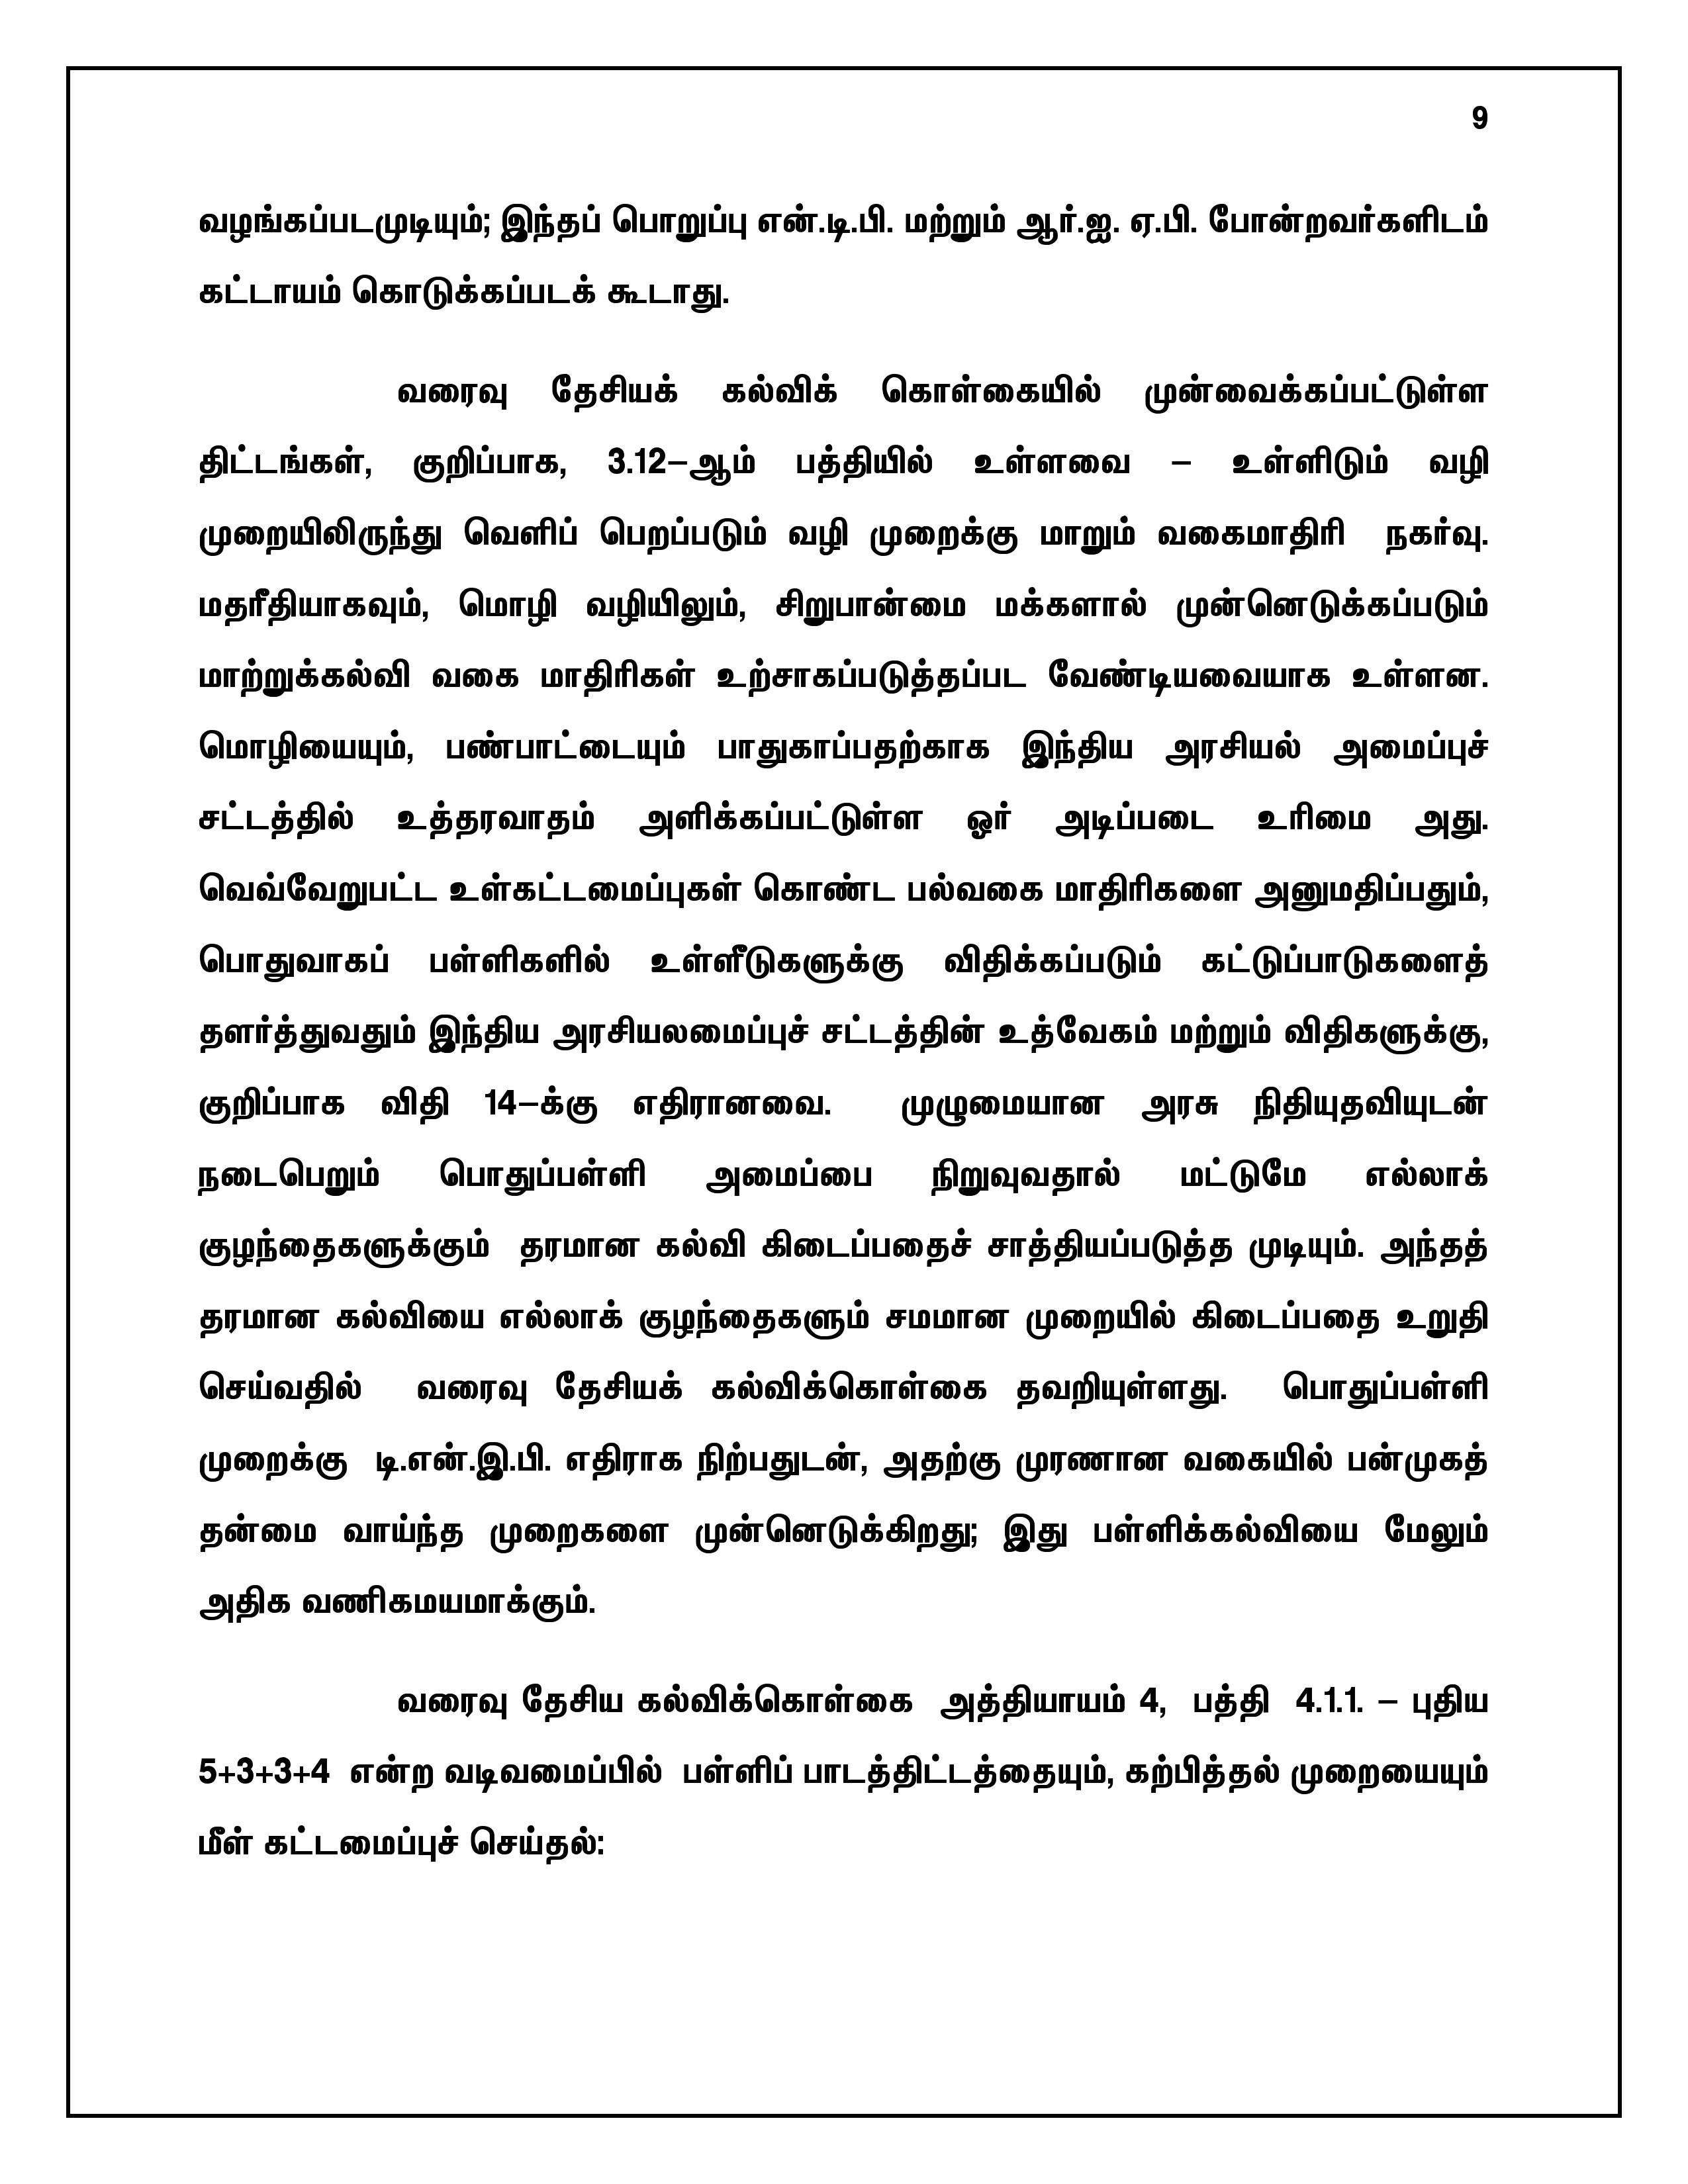 9
வழங்கப்படமுடியும்; இந்தப் பொறுப்பு என்.டி.பி. மற்றும் ஆர்.ஐ. ஏ.பி. போன்றவர்களிடம்
கட்டாயம் கொடுக்கப்படக் கூடாது.
வரைவு தேசியக் கல்விக் கொள்கையில் முன்வைக்கப்பட்டுள்ள
திட்டங்கள், குறிப்பாக, 3.12–ஆம் பத்தியில் உள்ளவை – உள்ளிடும் வழி
முறையிலிருந்து வெளிப் பெறப்படும் வழி முறைக்கு மாறும் வகைமாதிரி நகர்வு.
மதரீதியாகவும், மொழி வழியிலும், சிறுபான்மை மக்களால் முன்னெடுக்கப்படும்
மாற்றுக்கல்வி வகை மாதிரிகள் உற்சாகப்படுத்தப்பட வேண்டியவையாக உள்ளன.
மொழியையும், பண்பாட்டையும் பாதுகாப்பதற்காக இந்திய அரசியல் அமைப்புச்
சட்டத்தில் உத்தரவாதம் அளிக்கப்பட்டுள்ள ஓர் அடிப்படை உரிமை அது.
வெவ்வேறுபட்ட உள்கட்டமைப்புகள் கொண்ட பல்வகை மாதிரிகளை அனுமதிப்பதும்,
பொதுவாகப் பள்ளிகளில் உள்ளீடுகளுக்கு விதிக்கப்படும் கட்டுப்பாடுகளைத்
தளர்த்துவதும் இந்திய அரசியலமைப்புச் சட்டத்தின் உத்வேகம் மற்றும் விதிகளுக்கு,
குறிப்பாக விதி 14–க்கு எதிரானவை. முழுமையான அரசு நிதியுதவியுடன்
நடைபெறும் பொதுப்பள்ளி அமைப்பை நிறுவுவதால் மட்டுமே எல்லாக்
குழந்தைகளுக்கும் தரமான கல்வி கிடைப்பதைச் சாத்தியப்படுத்த முடியும். அந்தத்
தரமான கல்வியை எல்லாக் குழந்தைகளும் சமமான முறையில் கிடைப்பதை உறுதி
செய்வதில் வரைவு தேசியக் கல்விக்கொள்கை தவறியுள்ளது. பொதுப்பள்ளி
முறைக்கு டி.என்.இ.பி. எதிராக நிற்பதுடன், அதற்கு முரணான வகையில் பன்முகத்
தன்மை வாய்ந்த முறைகளை முன்னெடுக்கிறது; இது பள்ளிக்கல்வியை மேலும்
அதிக வணிகமயமாக்கும்.
வரைவு தேசிய கல்விக்கொள்கை அத்தியாயம் 4, பத்தி 4.1.1. – புதிய
5+3+3+4 என்ற வடிவமைப்பில் பள்ளிப் பாடத்திட்டத்தையும், கற்பித்தல் முறையையும்
மீள் கட்டமைப்புச் செய்தல்: